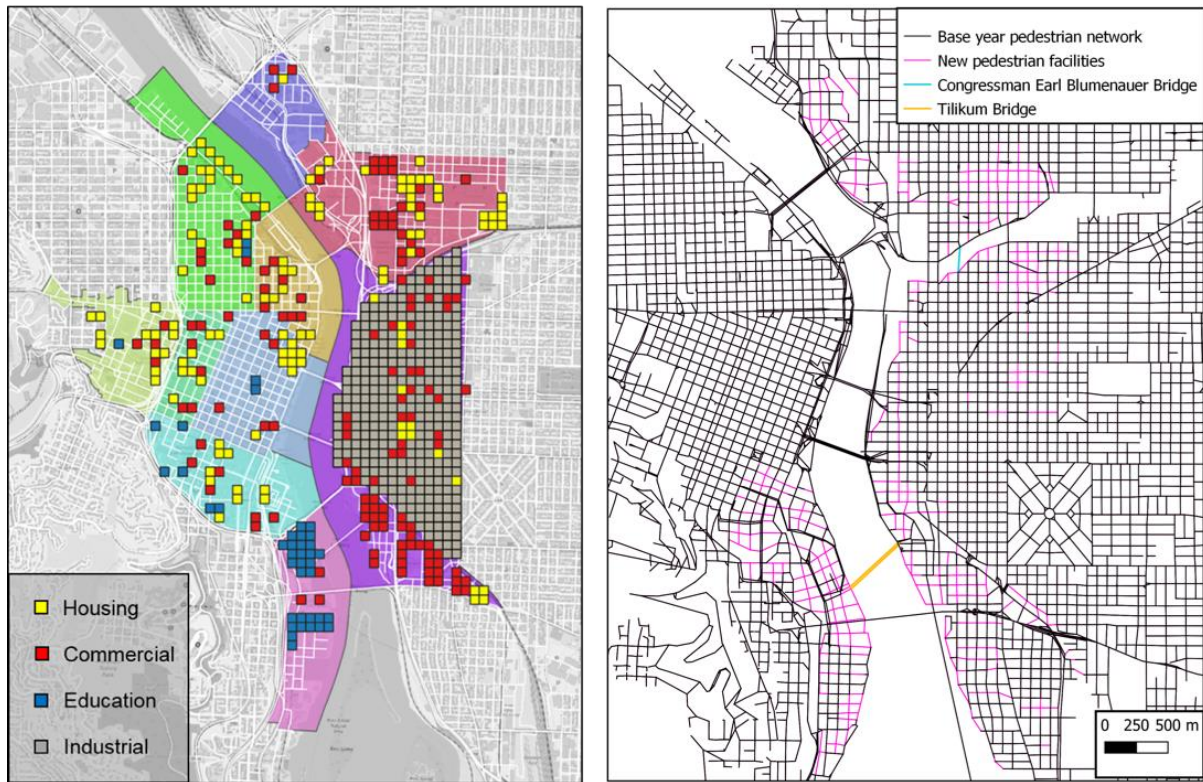 Housing
Commercial
Education
Industrial
Base year pedestrian network
New pedestrian facilities
Congressman Earl Blumenauer Bridge
Tilikum Bridge
0 250 500 m